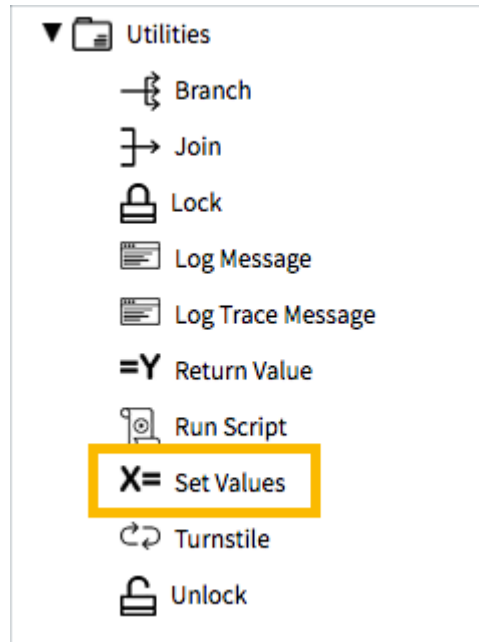 Utilities
Branch
Join
Lock
Log Message
Log Trace Message
=Y Return Value
Run Script
X= Set Values
Turnstile
Unlock